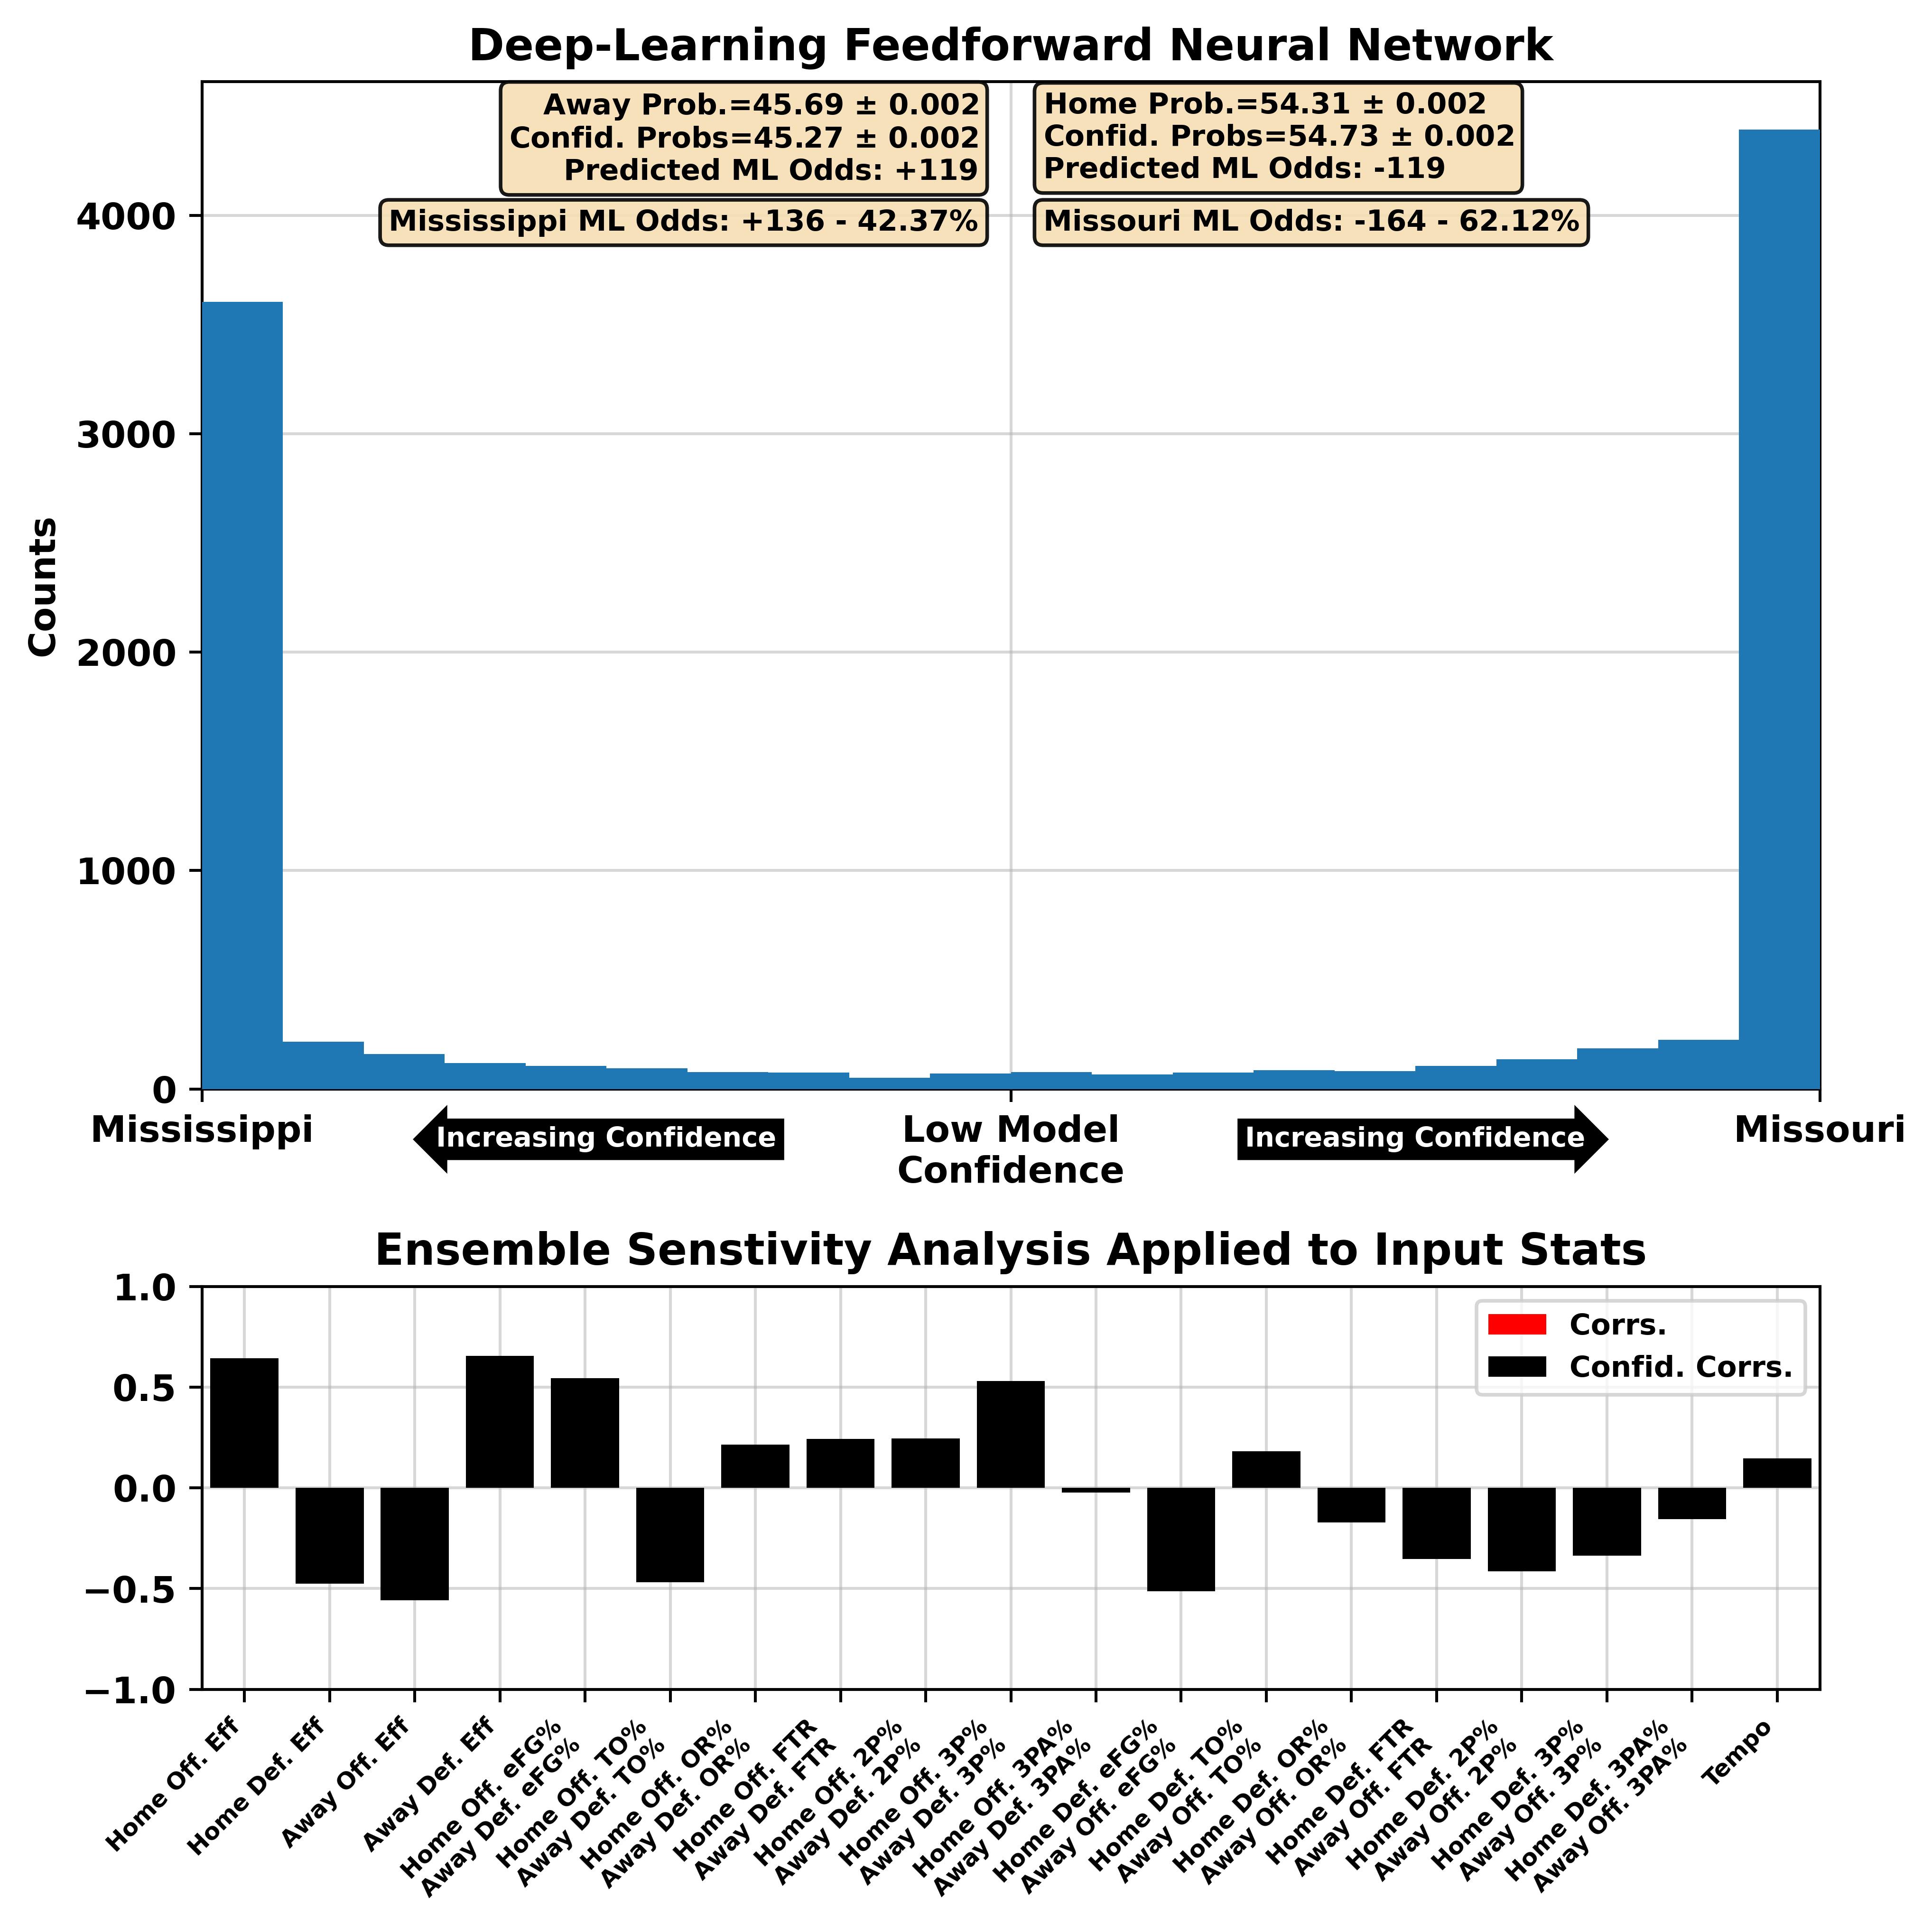 Deep-Learning Feedforward Neural Network
Away Prob.=45.69 ± 0.002
Confid. Probs=45.27 ± 0.002
Predicted ML Odds: +119
Home Prob.=54.31 ± 0.002
Confid. Probs=54.73 ± 0.002
Predicted ML Odds: -119
Mississippi ML Odds: +136 - 42.37%
Missouri ML Odds: -164 - 62.12%
Counts
4000
3000
2000
1000
0
Mississippi
Increasing Confidence
Low Model
Confidence
Increasing Confidence
Missouri
Ensemble Senstivity Analysis Applied to Input Stats
1.0
0.5
0.0
−0.5
−1.0
Corrs.
Confid. Corrs.
Home Off. Eff
Home Def. Eff
Away Off. Eff
Away Def. Eff
Home Off. eFG%
Away Def. eFG%
Home Off. TO%
Away Def. TO%
Home Off. OR%
Away Def. OR%
Home Off. FTR
Away Def. FTR
Home Off. 2P%
Away Def. 2P%
Home Off. 3P%
Away Def. 3P%
Home Off. 3PA%
Away Def. 3PA%
Home Def. eFG%
Away Off. eFG%
Home Def. TO%
Away Off. TO%
Home Def. OR%
Away Off. OR%
Home Def. FTR
Away Off. FTR
Home Def. 2P%
Away Off. 2P%
Home Def. 3P%
Away Off. 3P%
Home Def. 3PA%
Away Off. 3PA%
Tempo